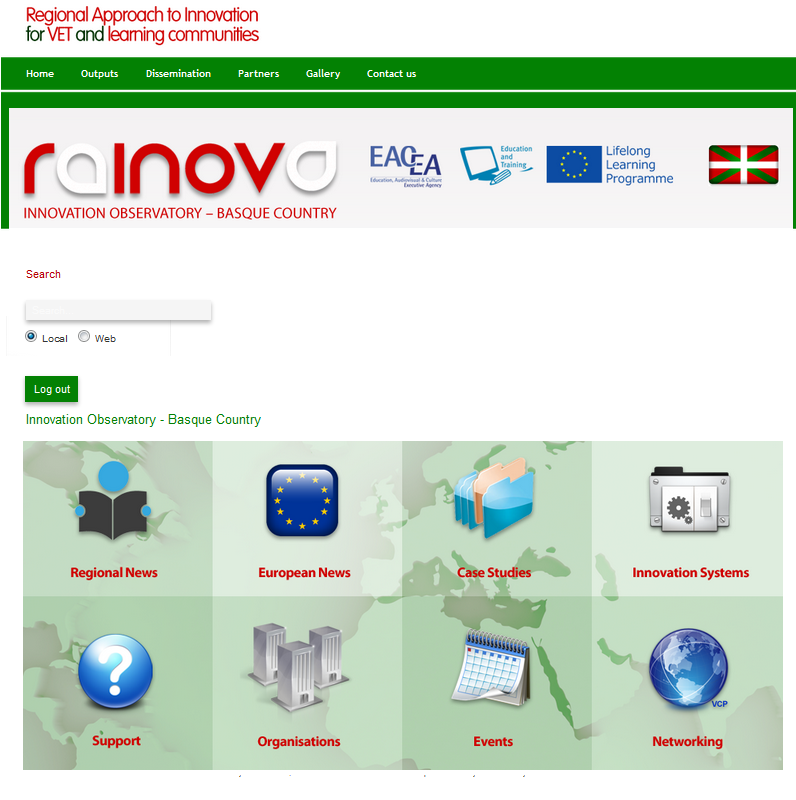 Regional Approach to Innovation
for VET and learning communities
Home Outputs Dissemination Partners Gallery Contact us
rainova
INNOVATION OBSERVATORY – BASQUE COUNTRY
EACEA
Education, Audiovisual & Culture
Executive Agency
Education
and
Training
Lifelong
Learning
Programme
Search
Local Web
Log out
Innovation Observatory - Basque Country
Regional News European News Case Studies Innovation Systems
VCP
Support Organisations Events Networking